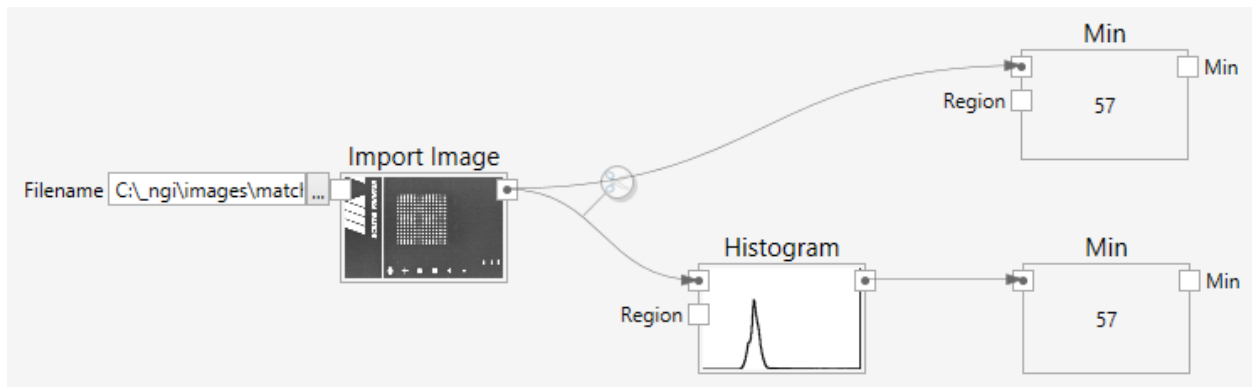 Min
Min
Region
57
Import Image
Filename
C:\_ngi\images\matcl
...
Histogram
Min
Min
Region
57